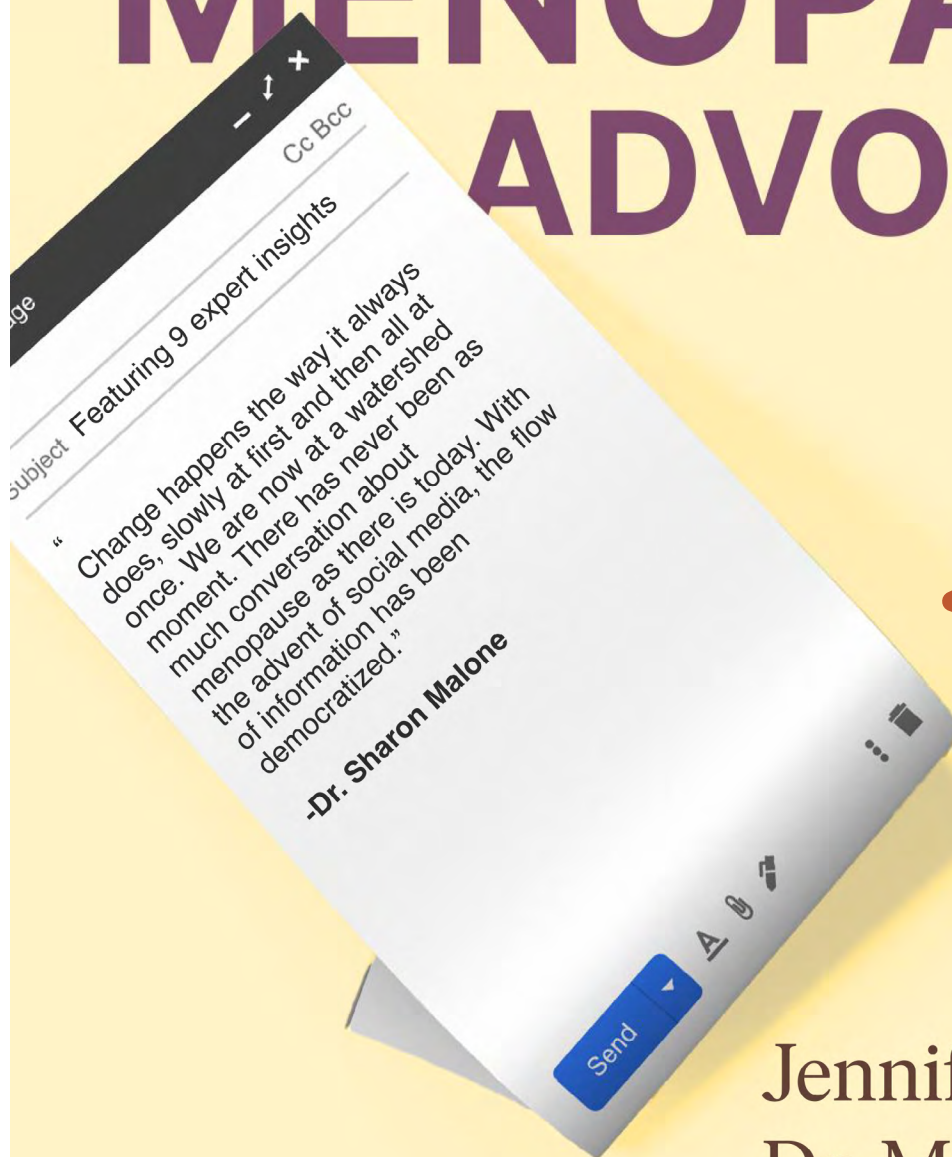 MENOPA
ADVO
Cc Bcc
Subject Featuring 9 expert insights
“
Change happens the way it always
does, slowly at first and then all at
once. We are now at a watershed
moment. There has never been as
much conversation about
menopause as there is today. With
the advent of social media, the flow
of information has been
democratized.”
-Dr. Sharon Malone
A
Send
Jennif